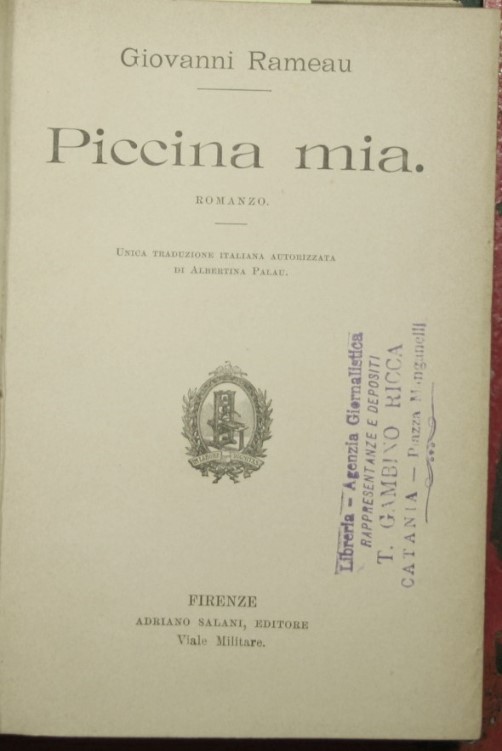 Giovanni Rameau
Piccina mia.
ROMANZO.
UNICA TRADUZIONE ITALIANA AUTORIZZATA
DI ALBERTINA PALAU.
FIRENZE
ADRIANO SALANI, EDITORE
Viale Militare.
Libreria - Agenzia Giornalistica
RAPPRESENTANZE E DEPOSITI
T. GAMBINO RICCA
CATANIA - Piazza Manganelli